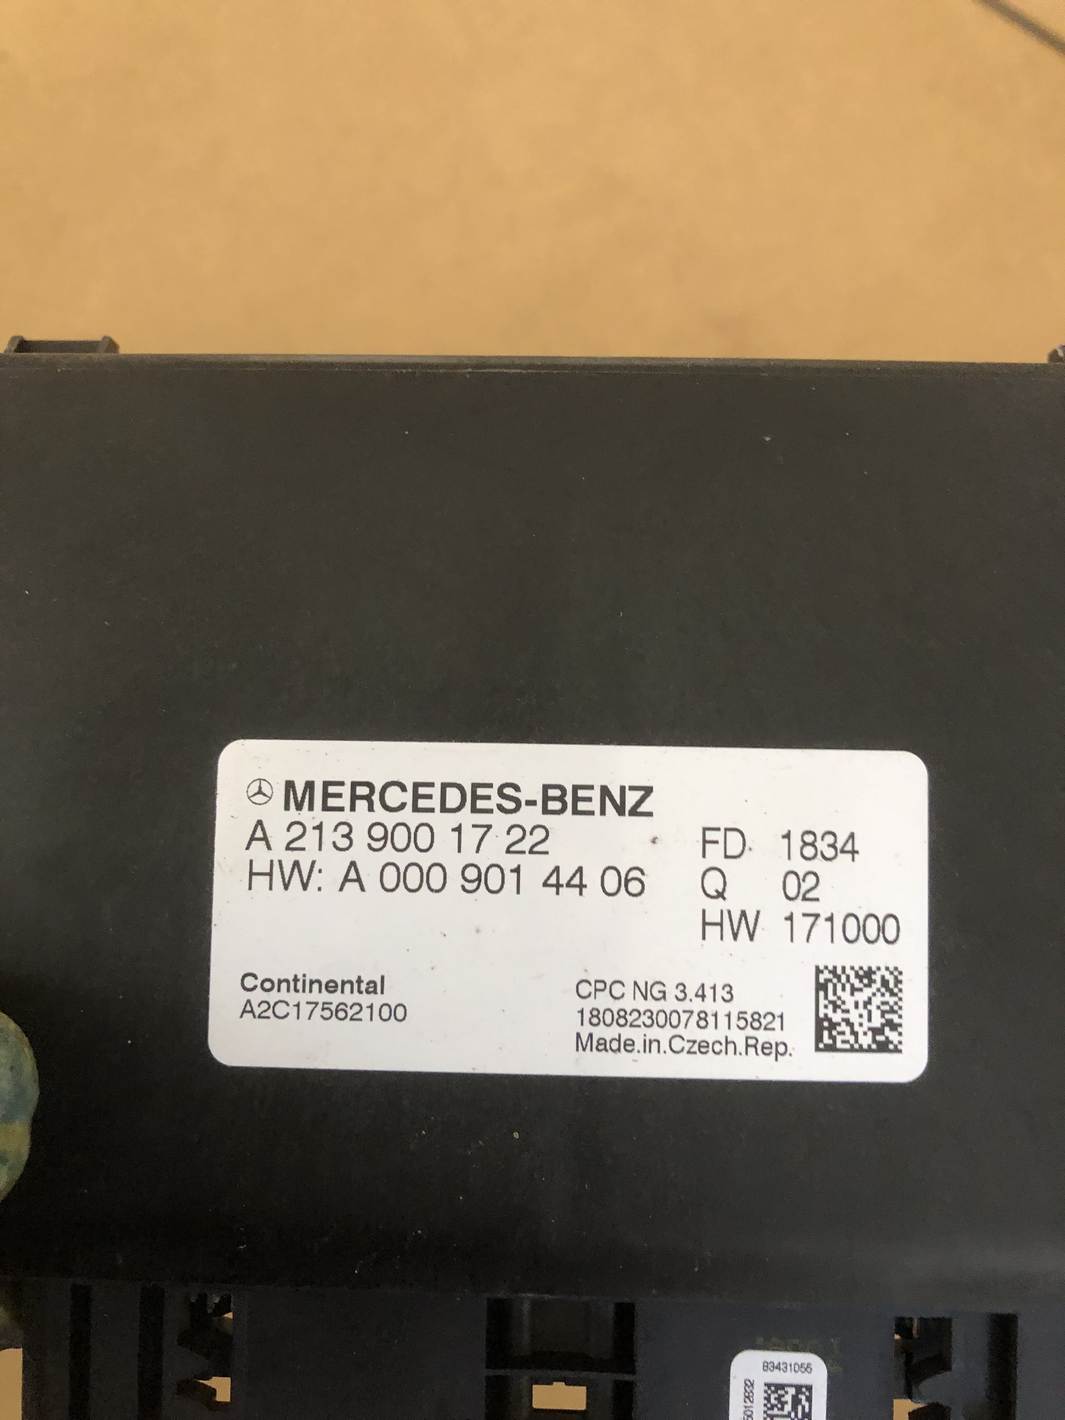 MERCEDES-BENZ
A 213 900 17 22
HW: A 000 901 44 06
FD 1834
Q 02
HW 171000
Continental
A2C17562100
CPC NG 3.413
1808230078115821
Made.in.Czech.Rep.
83431055